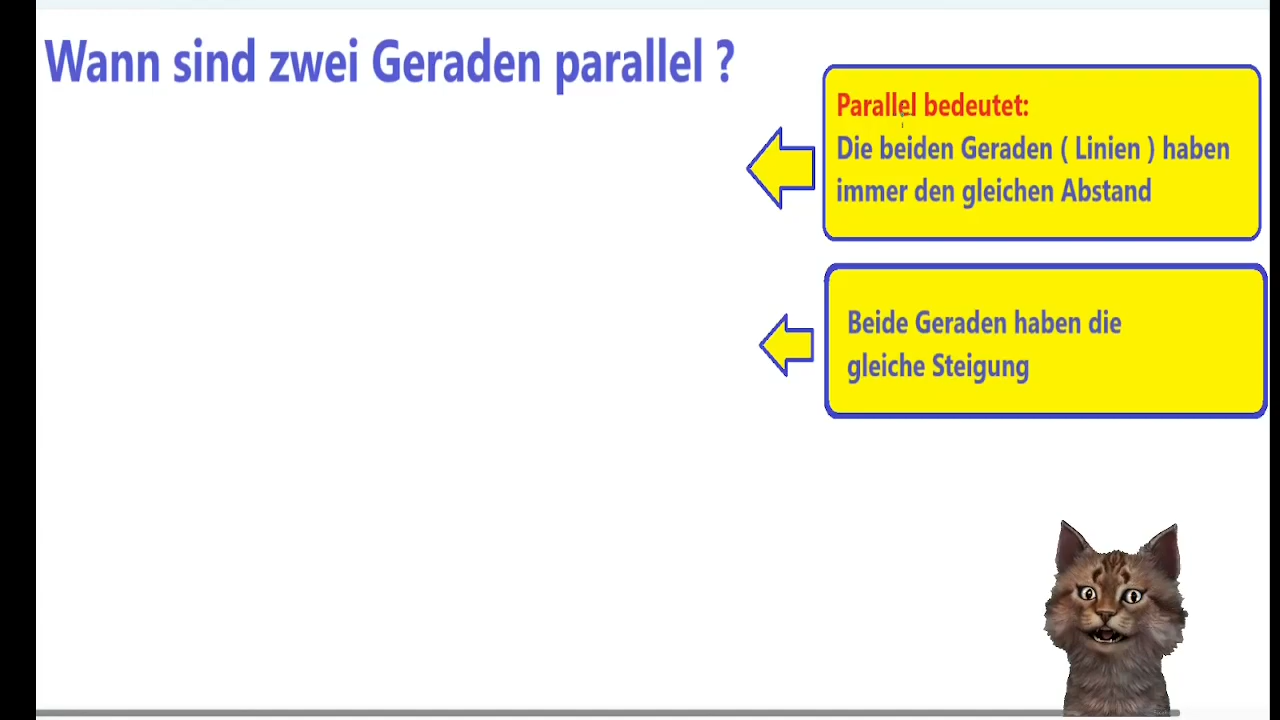 Wann sind zwei Geraden parallel ?
Parallel bedeutet:
Die beiden Geraden ( Linien ) haben
immer den gleichen Abstand
Beide Geraden haben die
gleiche Steigung